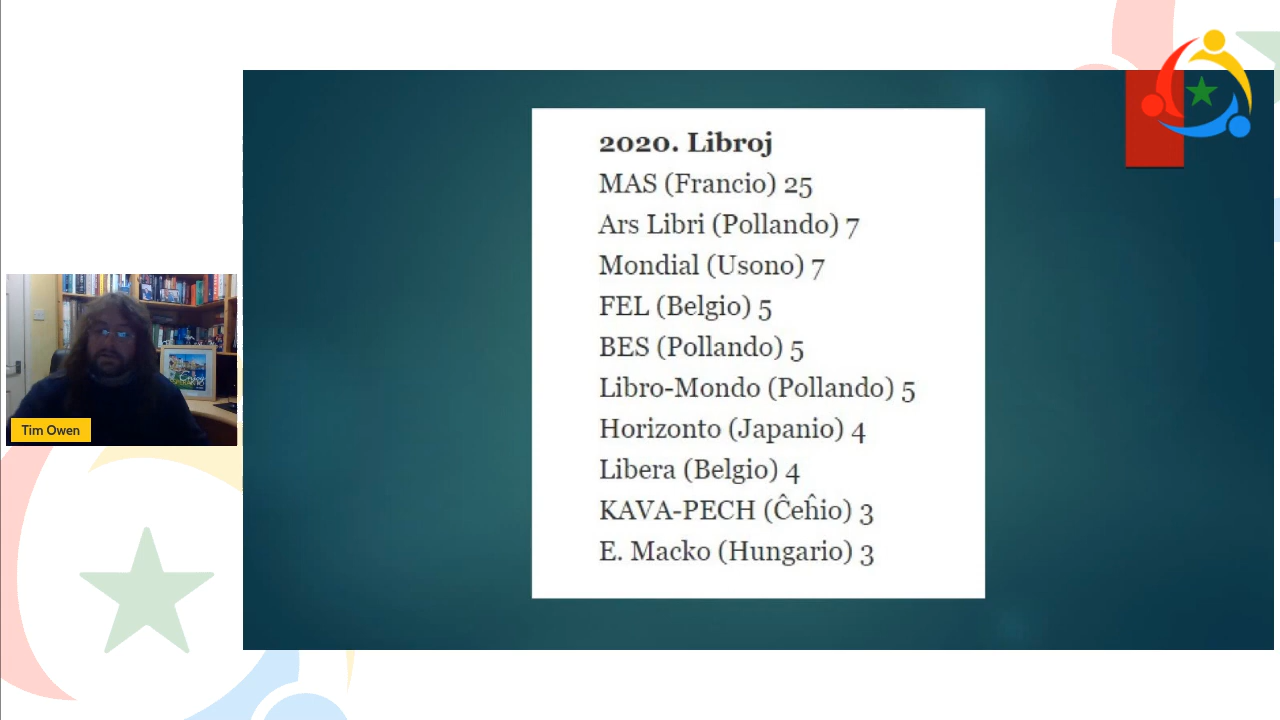 2020. Libroj
MAS (Francio) 25
Ars Libri (Pollando) 7
Mondial (Usono) 7
FEL (Belgio) 5
BES (Pollando) 5
Libro-Mondo (Pollando) 5
Horizonto (Japanio) 4
Libera (Belgio) 4
KAVA-PECH (Ĉeĥio) 3
E. Macko (Hungario) 3
Tim Owen